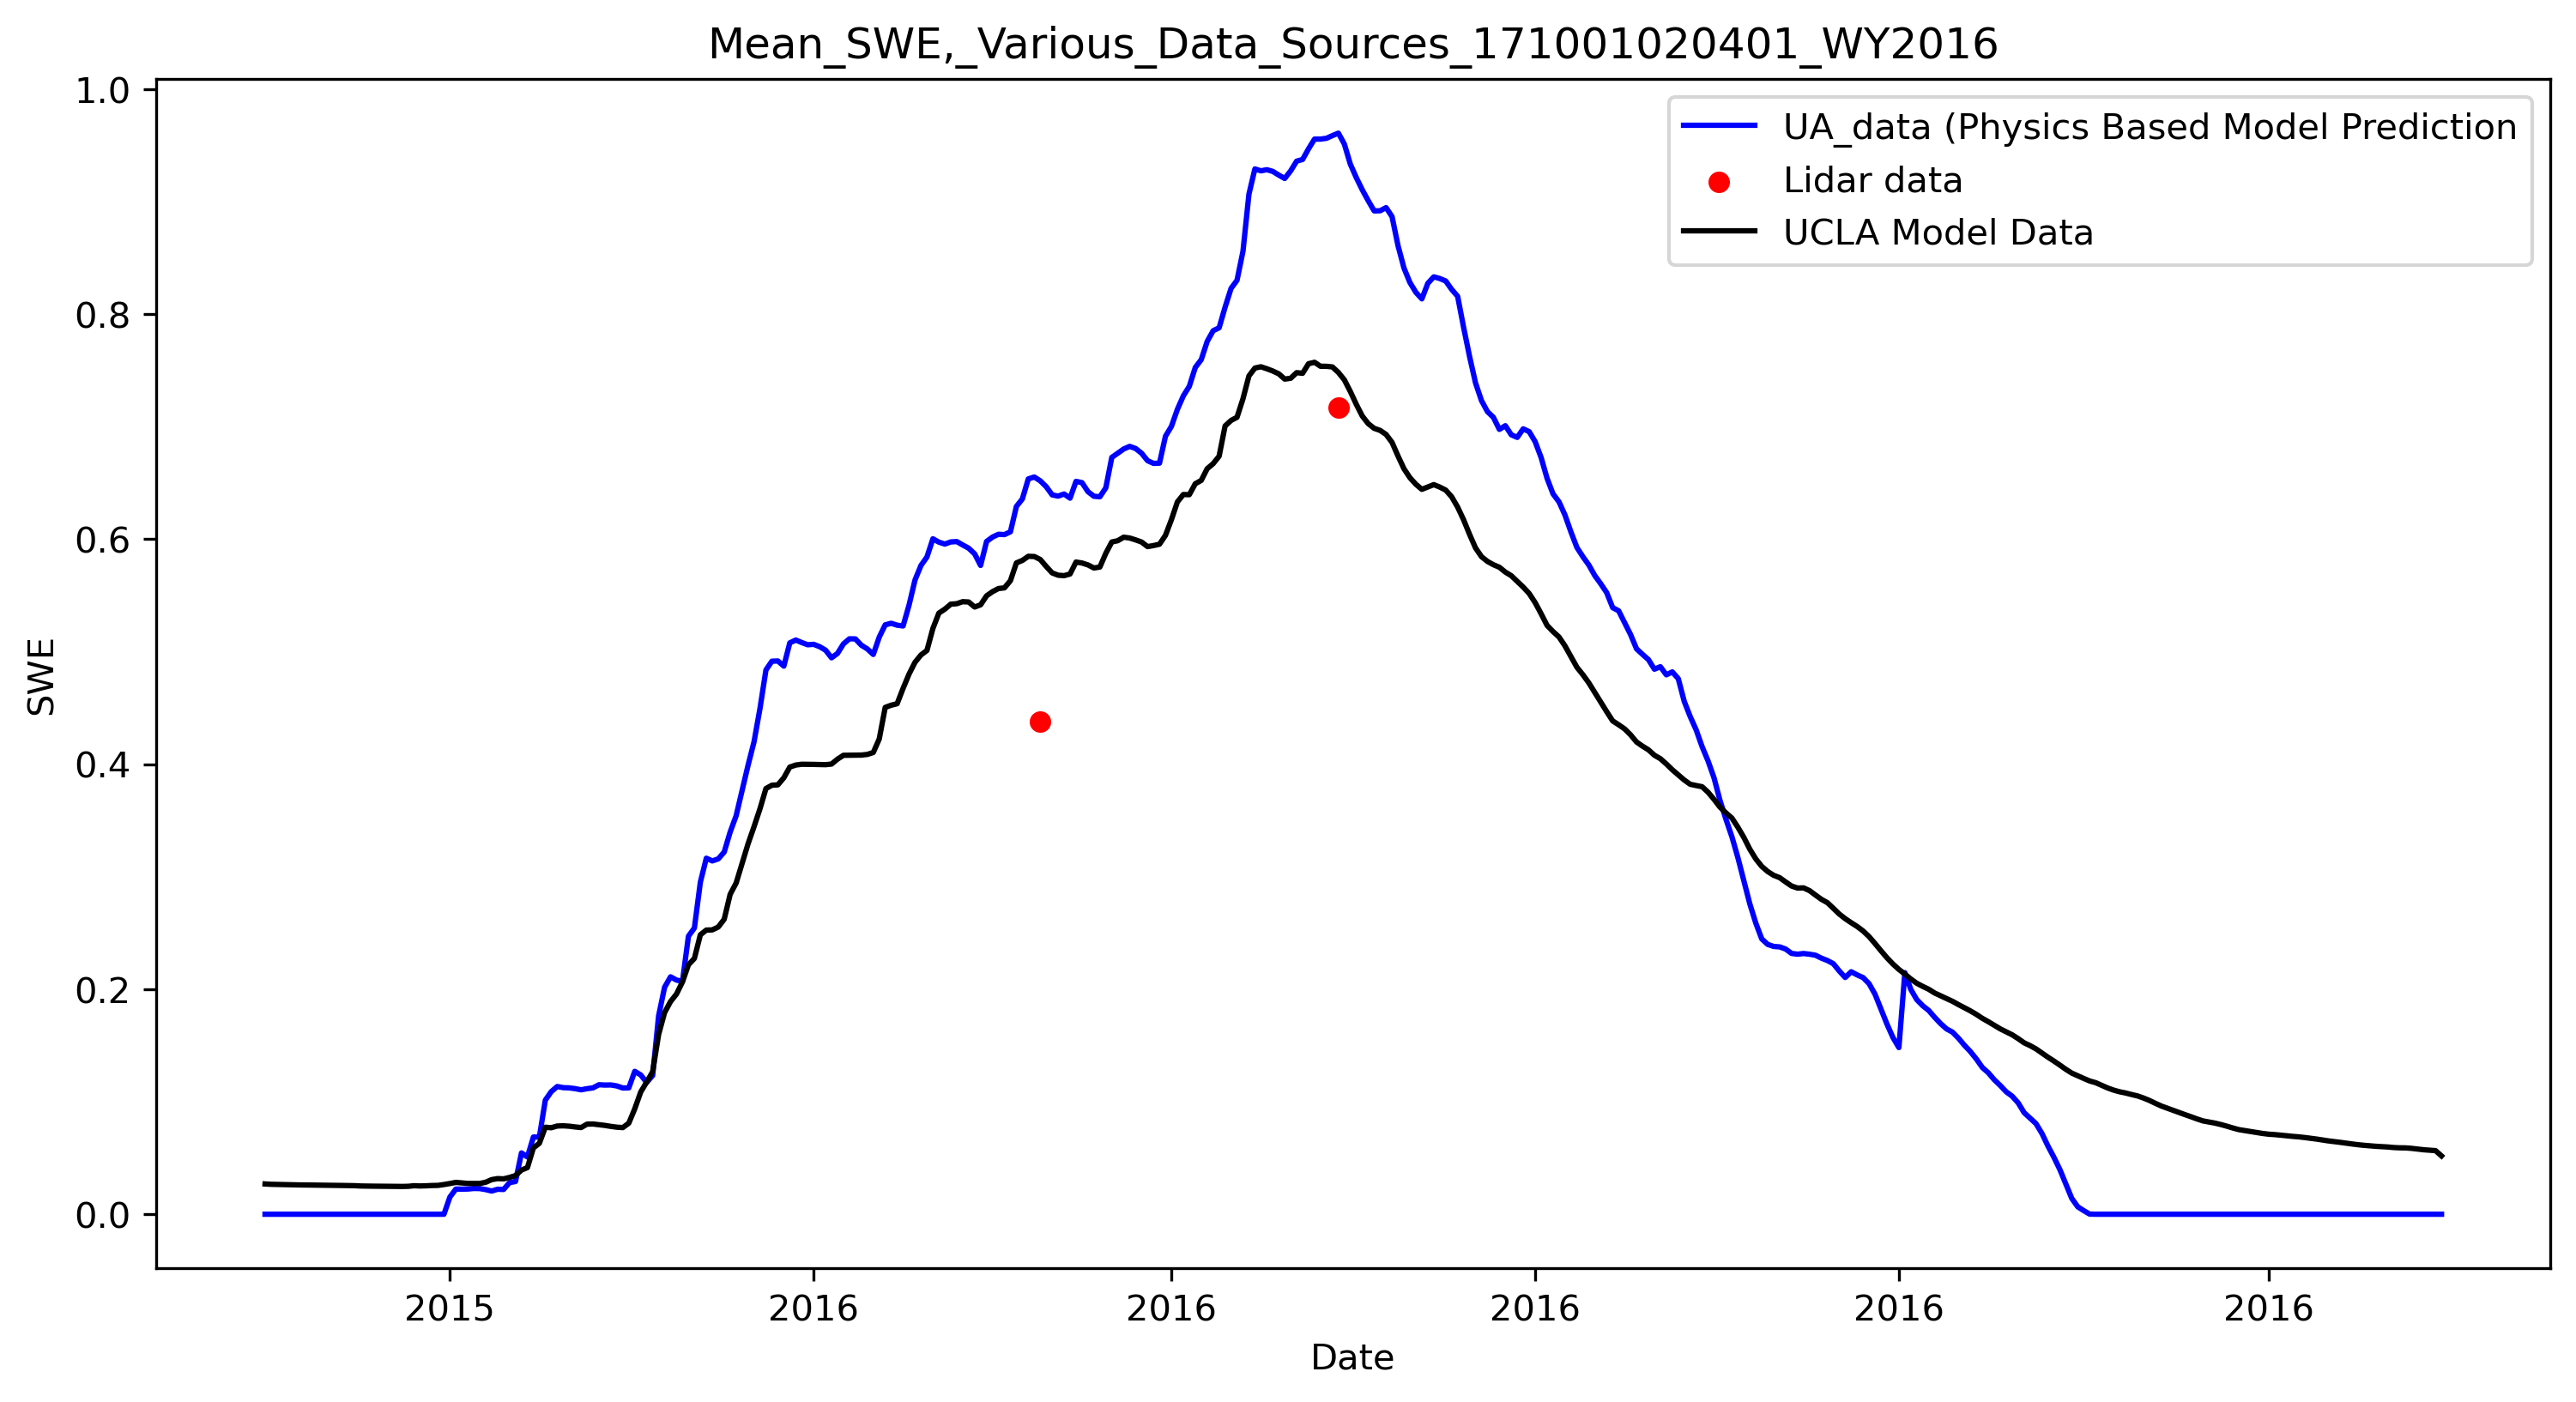 Mean_SWE,_Various_Data_Sources_171001020401_WY2016
UA_data (Physics Based Model Prediction
Lidar data
UCLA Model Data
SWE
1.0
0.8
0.6
0.4
0.2
0.0
2015 2016 2016 2016 2016 2016
Date